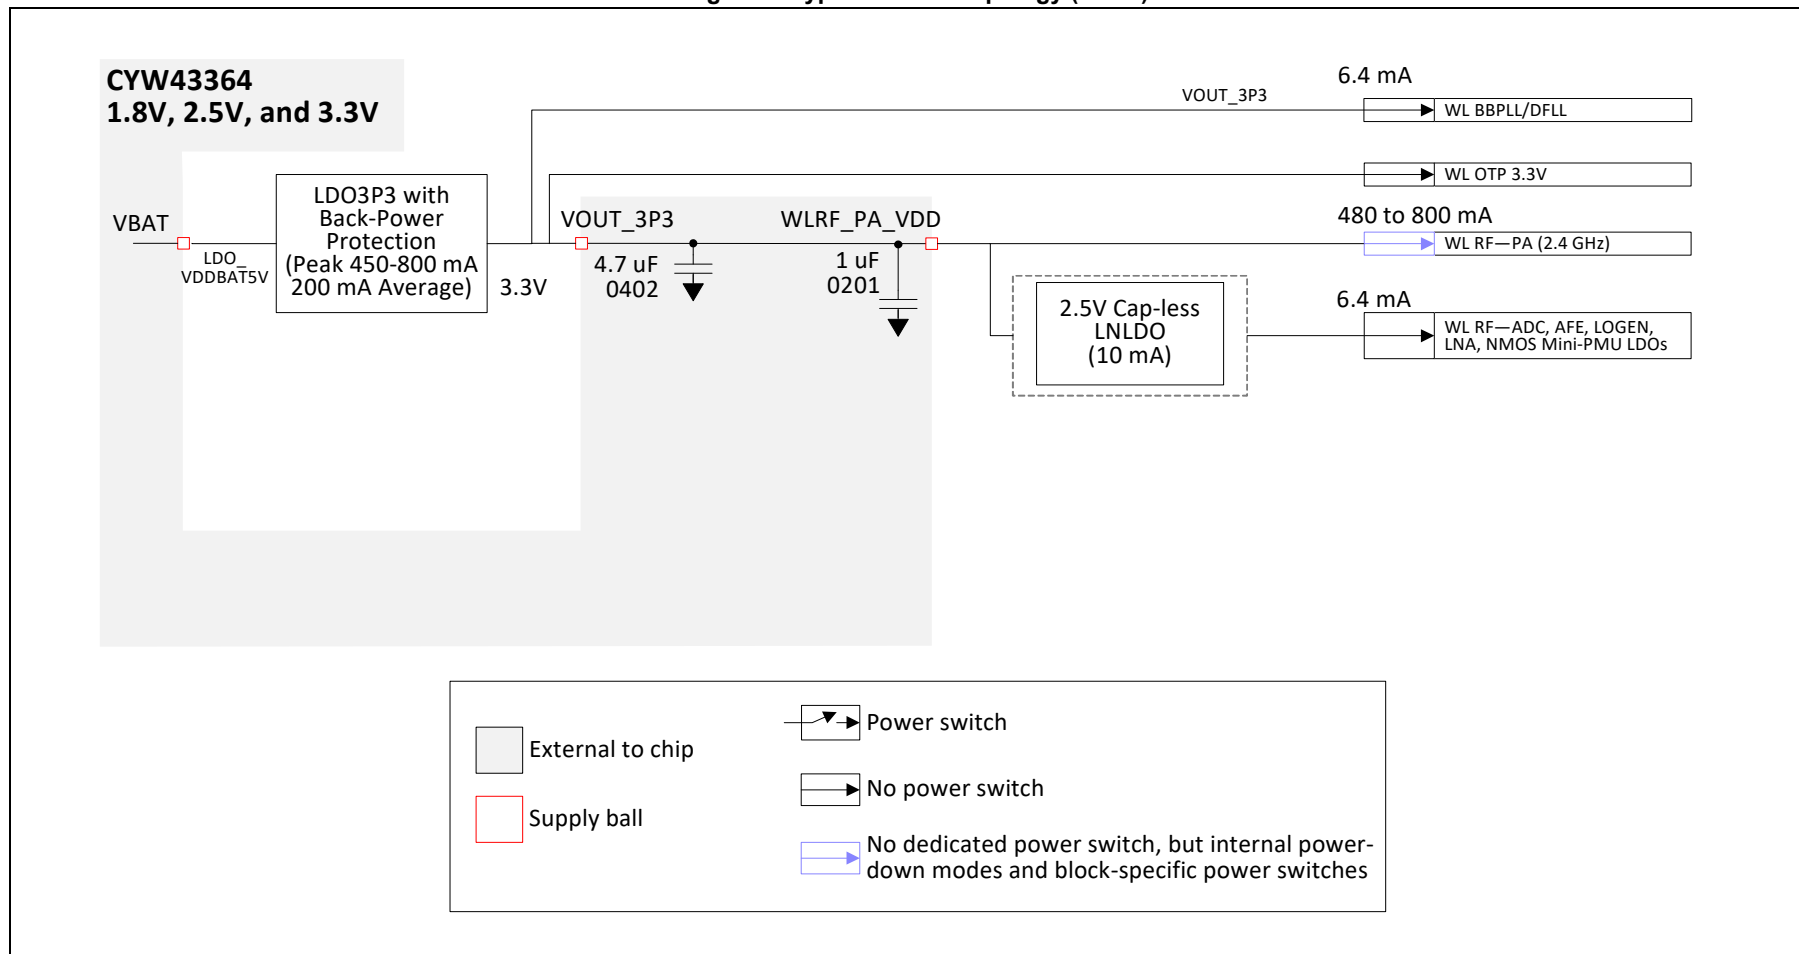 CYW43364
1.8V, 2.5V, and 3.3V
6.4 mA
VOUT_3P3
WL BBPLL/DFLL
WL OTP 3.3V
LDO3P3 with
Back-Power
Protection
(Peak 450-800 mA
200 mA Average)
VBAT
LDO_
VDDBAT5V
3.3V
VOUT_3P3
4.7 uF
0402
WLRF_PA_VDD
1 uF
0201
480 to 800 mA
WL RF—PA (2.4 GHz)
2.5V Cap-less
LNLDO
(10 mA)
6.4 mA
WL RF—ADC, AFE, LOGEN,
LNA, NMOS Mini-PMU LDOs
External to chip
Supply ball
Power switch
No power switch
No dedicated power switch, but internal power-
down modes and block-specific power switches